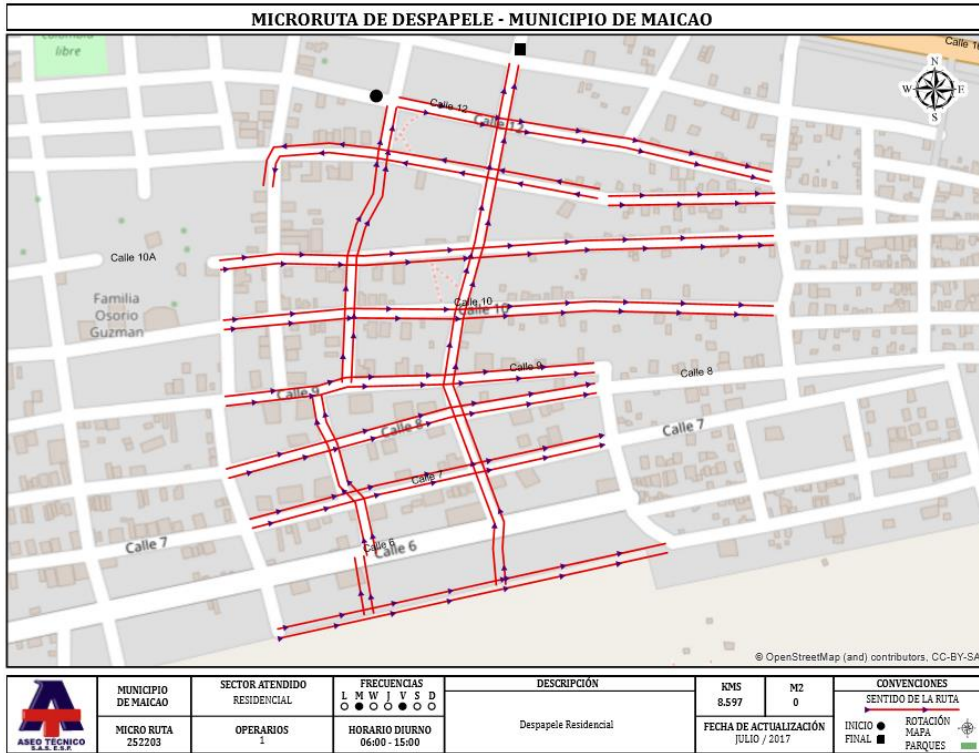 MICRORUTA DE DESPAPELE - MUNICIPIO DE MAICAO
libre
N
W E
S
Calle 12
Calle 12
Calle 10A
Familia
Osorio
Guzman
Calle 10
Calle 10
Calle 9
Calle 9
Calle 8
Calle 8
Calle 7
Calle 7
Calle 7
Calle 6
Calle 6
© OpenStreetMap (and) contributors, CC-BY-SA
ASEO TÉCNICO
S.A.S. E.S.P.
MUNICIPIO
DE MAICAO
SECTOR ATENDIDO
RESIDENCIAL
FRECUENCIAS
L M W J V S D
MICRO RUTA
252203
OPERARIOS
1
HORARIO DIURNO
06:00 - 15:00
DESCRIPCIÓN
Despapele Residencial
KMS
8.597
M2
0
FECHA DE ACTUALIZACIÓN
JULIO / 2017
CONVENCIONES
SENTIDO DE LA RUTA
INICIO
FINAL
ROTACIÓN
MAPA
PARQUES